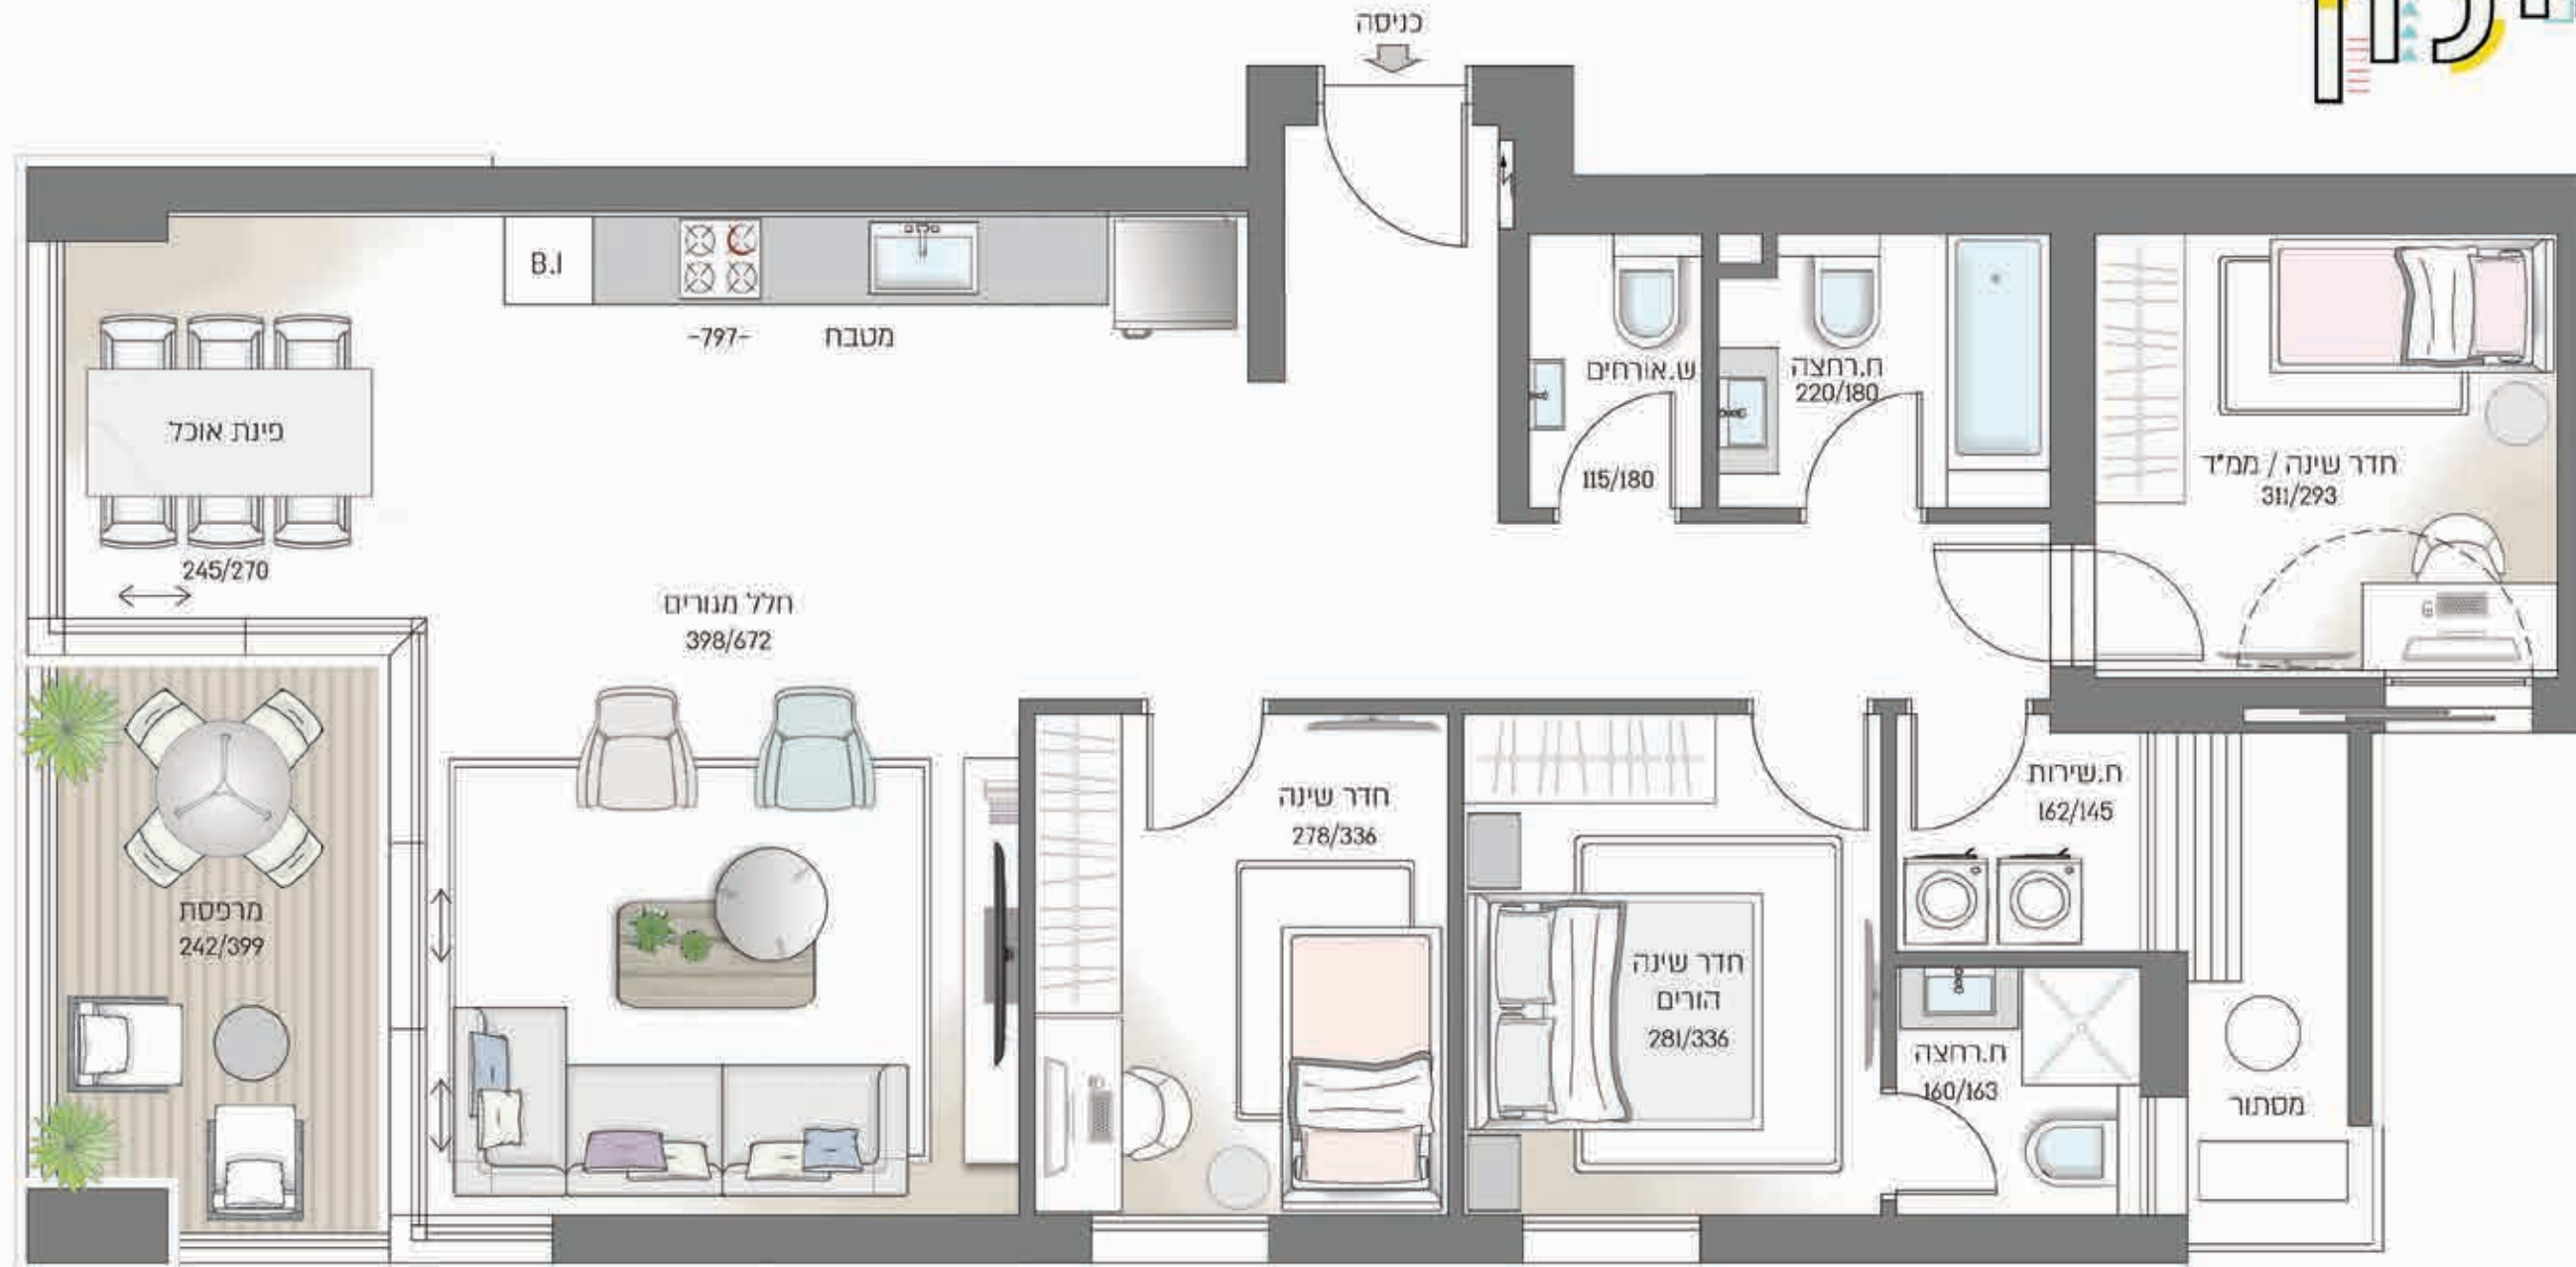 כניסה
B.I
-797-
מטבח
פינת אוכל
245/270
חלל מגורים
398/672
ש.אורחים
115/180
ח.רחצה
220/180
חדר שינה / ממ"ד
311/293
מרפסת
242/399
חדר שינה
278/336
חדר שינה
הורים
281/336
ח.שירות
162/145
ח.רחצה
160/163
מסתור